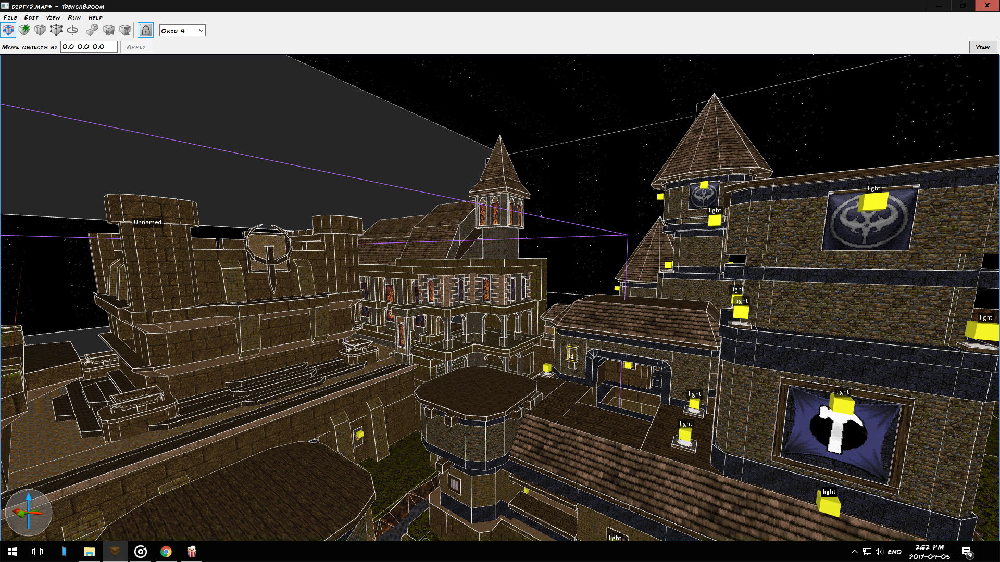 dirty2.map* - TrenchBroom
File Edit View Run Help
Grid 4
Move objects by 0.0 0.0 0.0 Apply View
light
light
Unnamed
light
light
light
light
light
light
light
light
ENG
2:52 PM
2017-04-05
9